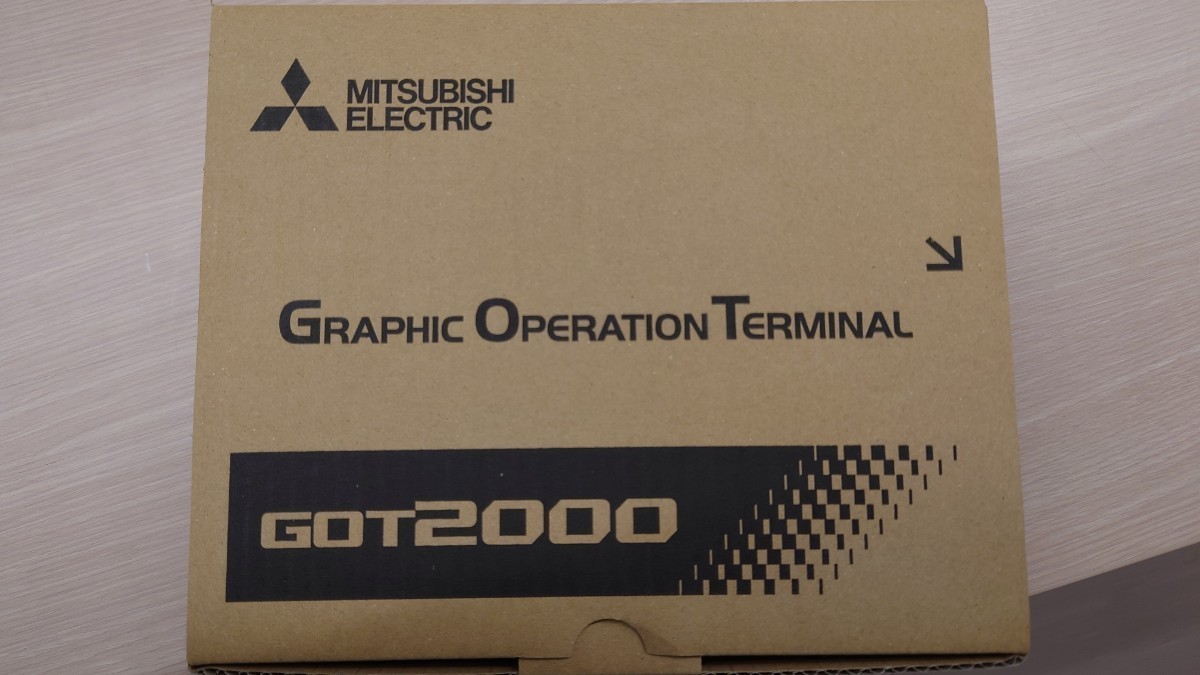 MITSUBISHI
ELECTRIC
GRAPHIC OPERATION TERMINAL
GOT2000